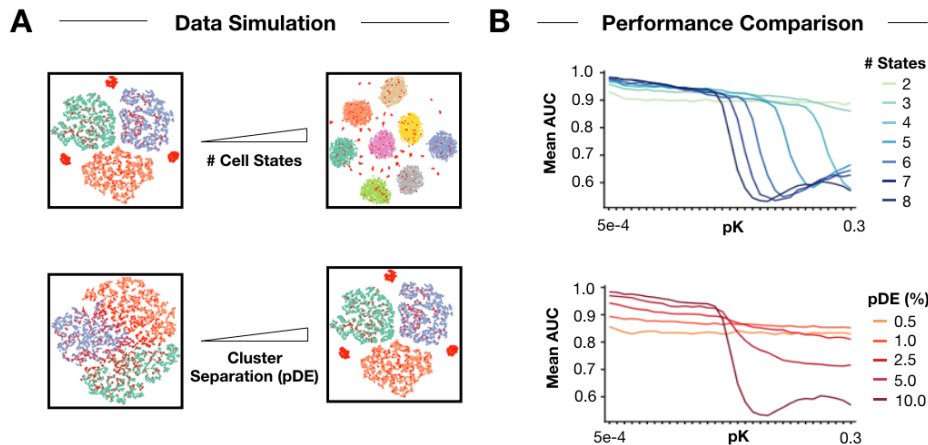 A
Data Simulation
# Cell States
Cluster
Separation (pDE)
B
Performance Comparison
Mean AUC
1.0
0.9
0.8
0.7
0.6
5e-4
pK
0.3
# States
2
3
4
5
6
7
8
Mean AUC
1.0
0.9
0.8
0.7
0.6
5e-4
pK
0.3
pDE (%)
0.5
1.0
2.5
5.0
10.0